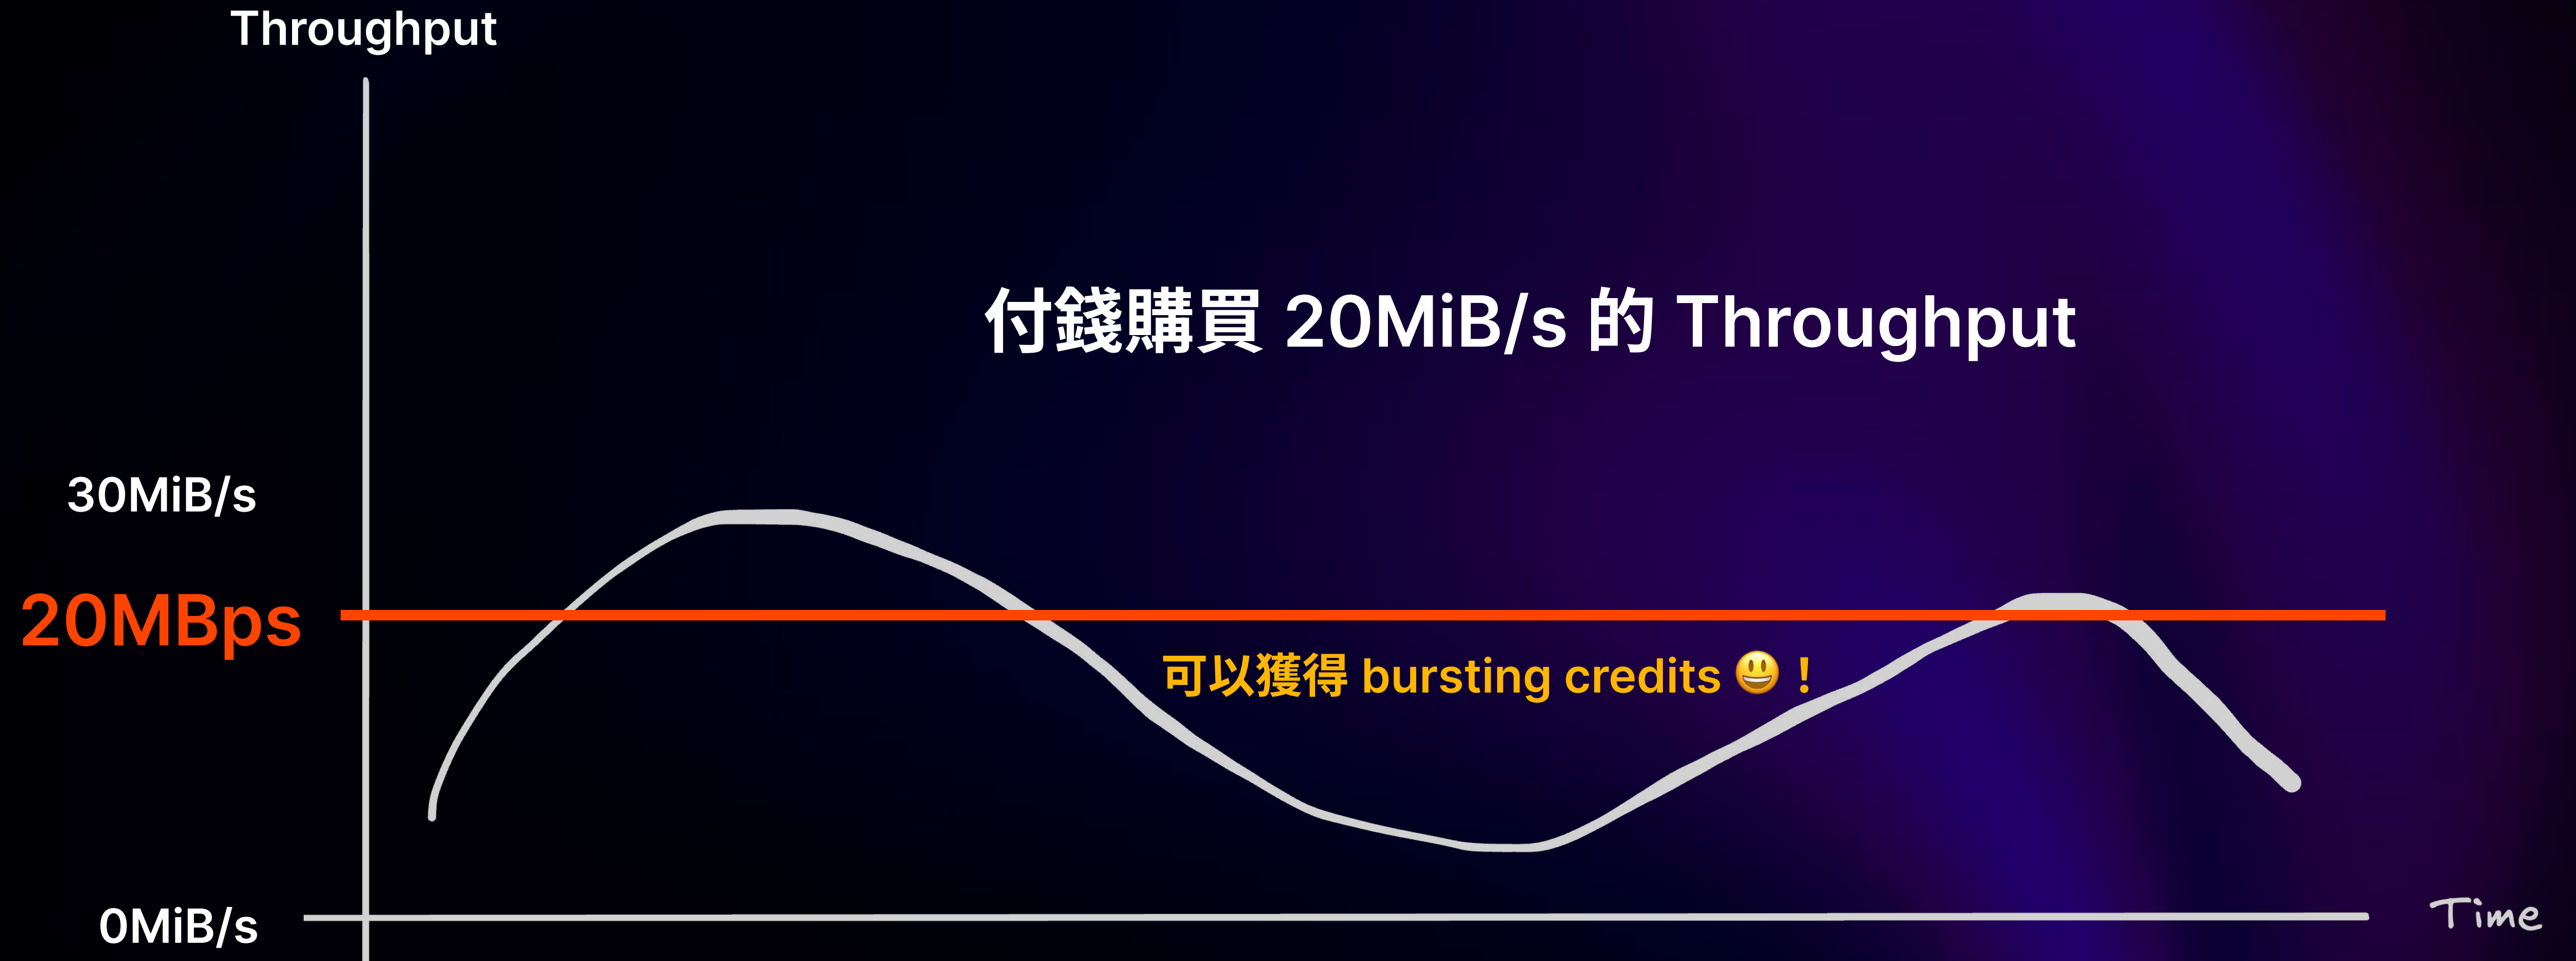 Throughput
付錢購買 20MiB/s 的 Throughput
30MiB/s
20MBps
可以獲得 bursting credits 😃！
0MiB/s
Time